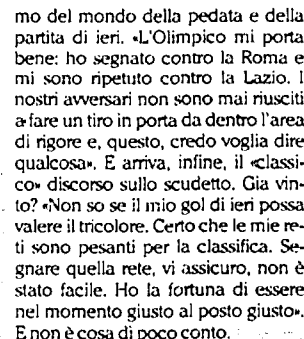 mo del mondo della pedata e della
partita di ieri. «L'Olimpico mi porta
bene: ho segnato contro la Roma e
mi sono ripetuto contro la Lazio. I
nostri avversari non sono mai riusciti
a fare un tiro in porta da dentro l'area
di rigore e, questo, credo voglia dire
qualcosa». E arriva, infine, il «classi-
co» discorso sullo scudetto. Gia vin-
to? «Non so se il mio gol di ieri possa
valere il tricolore. Certo che le mie re-
ti sono pesanti per la classifica. Se-
gnare quella rete, vi assicuro, non è
stato facile. Ho la fortuna di essere
nel momento giusto al posto giusto».
E non è cosa di poco conto.